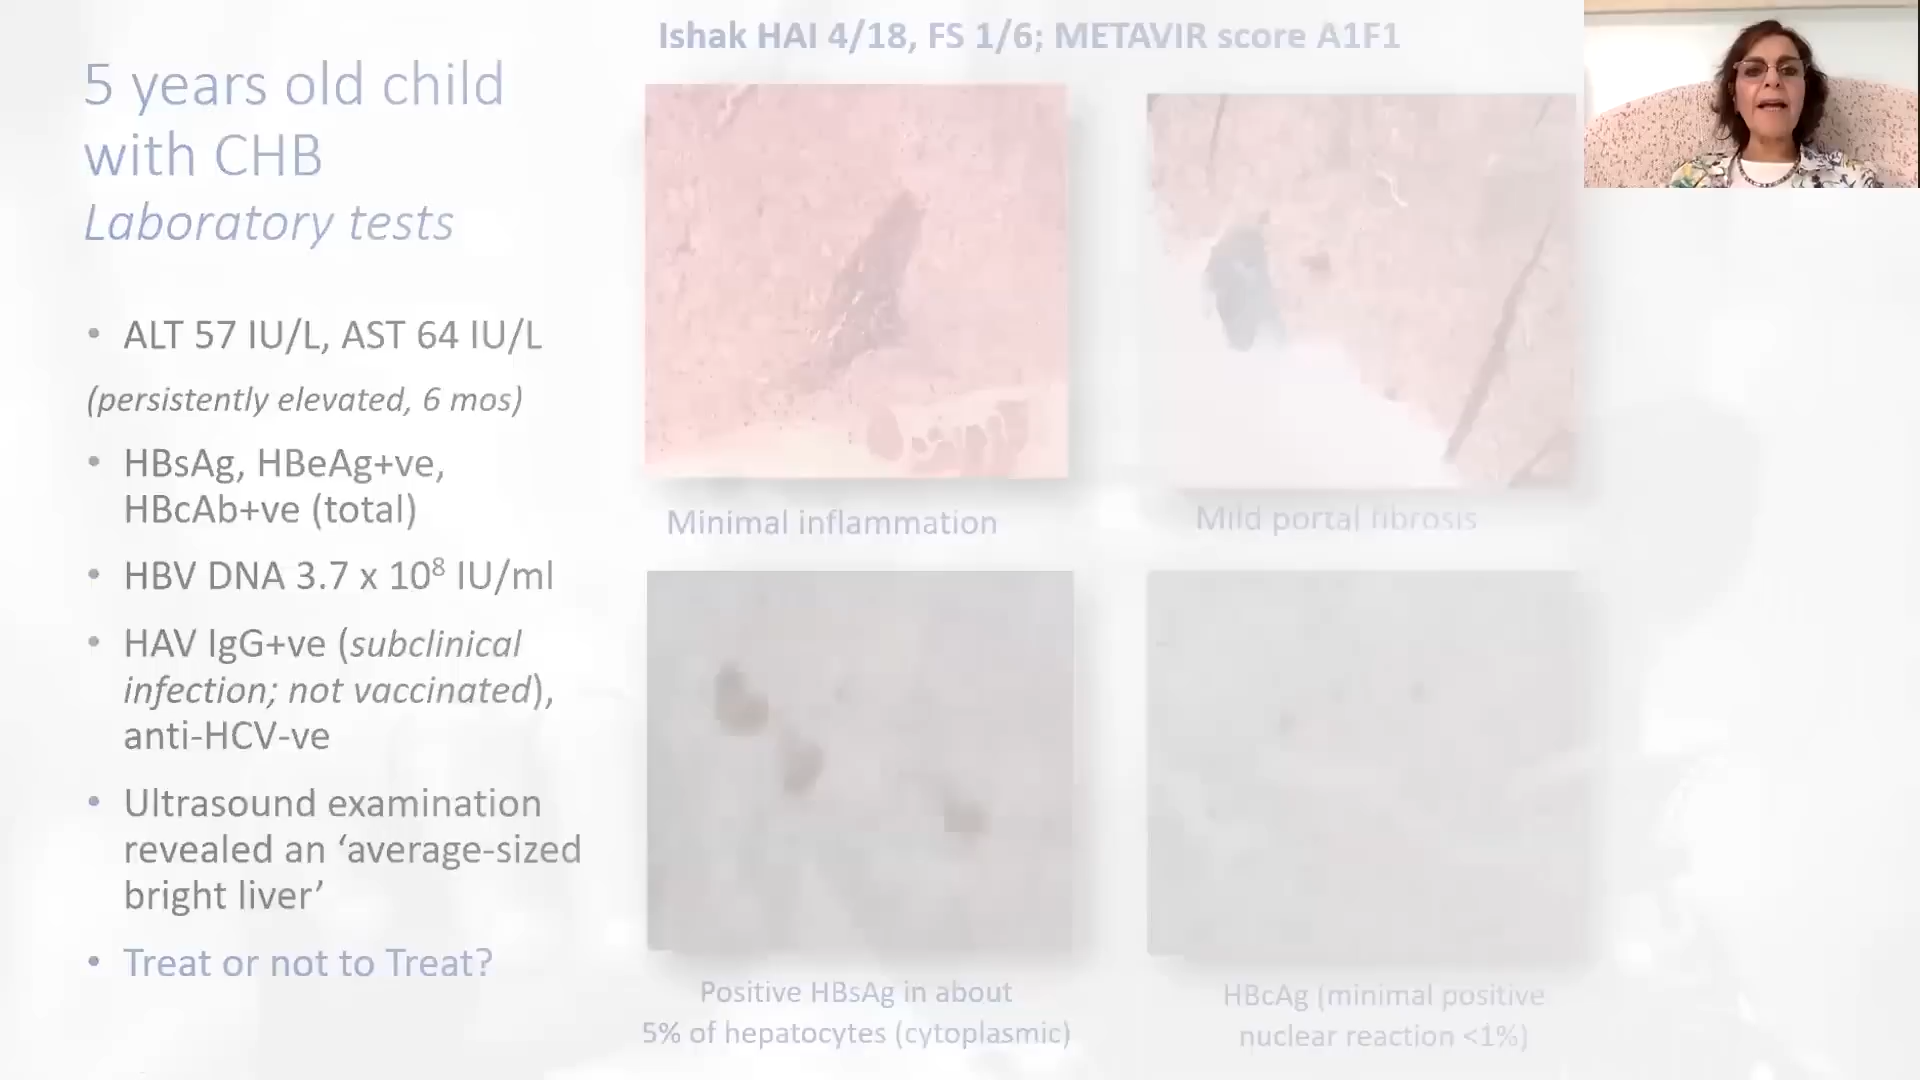 Ishak HAI 4/18, FS 1/6; METAVIR score A1F1
5 years old child
with CHB
Laboratory tests
• ALT 57 IU/L, AST 64 IU/L
(persistently elevated, 6 mos)
• HBsAg, HBeAg+ve,
HBcAb+ve (total)
• HBV DNA 3.7 x 10⁸ IU/ml
• HAV IgG+ve (subclinical
infection; not vaccinated),
anti-HCV-ve
• Ultrasound examination
revealed an ‘average-sized
bright liver’
• Treat or not to Treat?
Minimal inflammation
Mild portal fibrosis
Positive HBsAg in about
5% of hepatocytes (cytoplasmic)
HBcAg (minimal positive
nuclear reaction <1%)